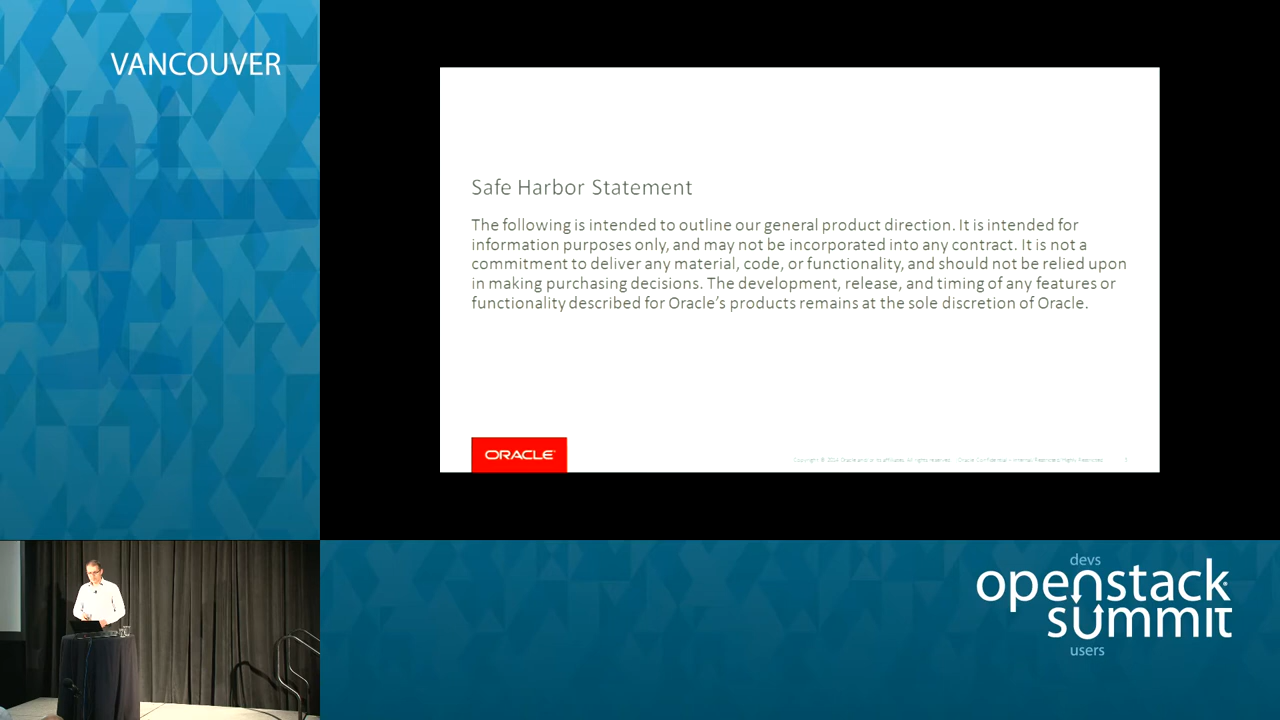 VANCOUVER
Safe Harbor Statement
The following is intended to outline our general product direction. It is intended for
information purposes only, and may not be incorporated into any contract. It is not a
commitment to deliver any material, code, or functionality, and should not be relied upon
in making purchasing decisions. The development, release, and timing of any features or
functionality described for Oracle’s products remains at the sole discretion of Oracle.
ORACLE
devs
openstack
summit
users